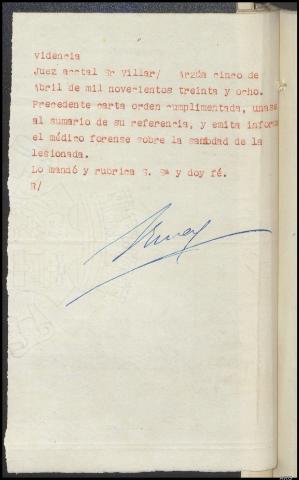 videncia
Juez acctal Sr Villar/ Arzúa cinco de
Abril de mil novecientos treinta y ocho.
Precedente carta orden cumplimentada, unase
al sumario de su referencia, y emita inform
el médico forense sobre la sanidad de la
lesionada.
Lo mandó y rubrica S. Sª y doy fé.
R/